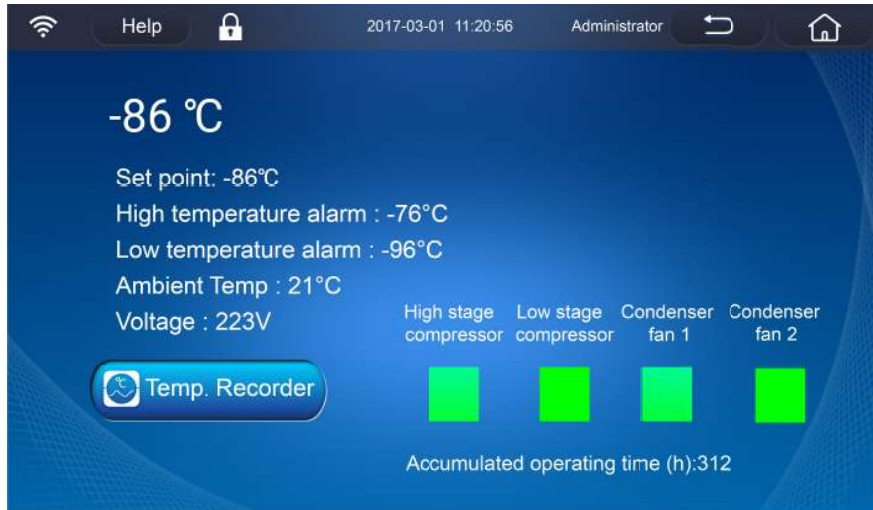 Help 2017-03-01 11:20:56 Administrator
-86 ℃
Set point: -86℃
High temperature alarm : -76°C
Low temperature alarm : -96°C
Ambient Temp : 21°C
Voltage : 223V
High stage compressor
Low stage compressor
Condenser fan 1
Condenser fan 2
℃ Temp. Recorder
Accumulated operating time (h):312